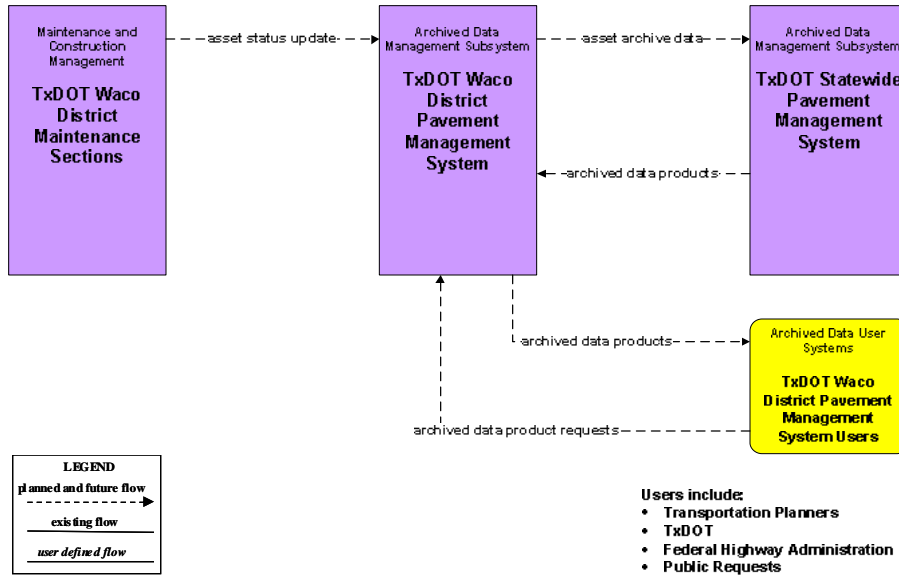 Maintenance and
Construction
Management
TxDOT Waco
District
Maintenance
Sections
asset status update
Archived Data
Management Subsystem
TxDOT Waco
District
Pavement
Management
System
asset archive data
Archived Data
Management Subsystem
TxDOT Statewide
Pavement
Management
System
archived data products
archived data products
Archived Data User
Systems
TxDOT Waco
District Pavement
Management
System Users
archived data product requests
LEGEND
planned and future flow
existing flow
user defined flow
Users include:
• Transportation Planners
• TxDOT
• Federal Highway Administration
• Public Requests